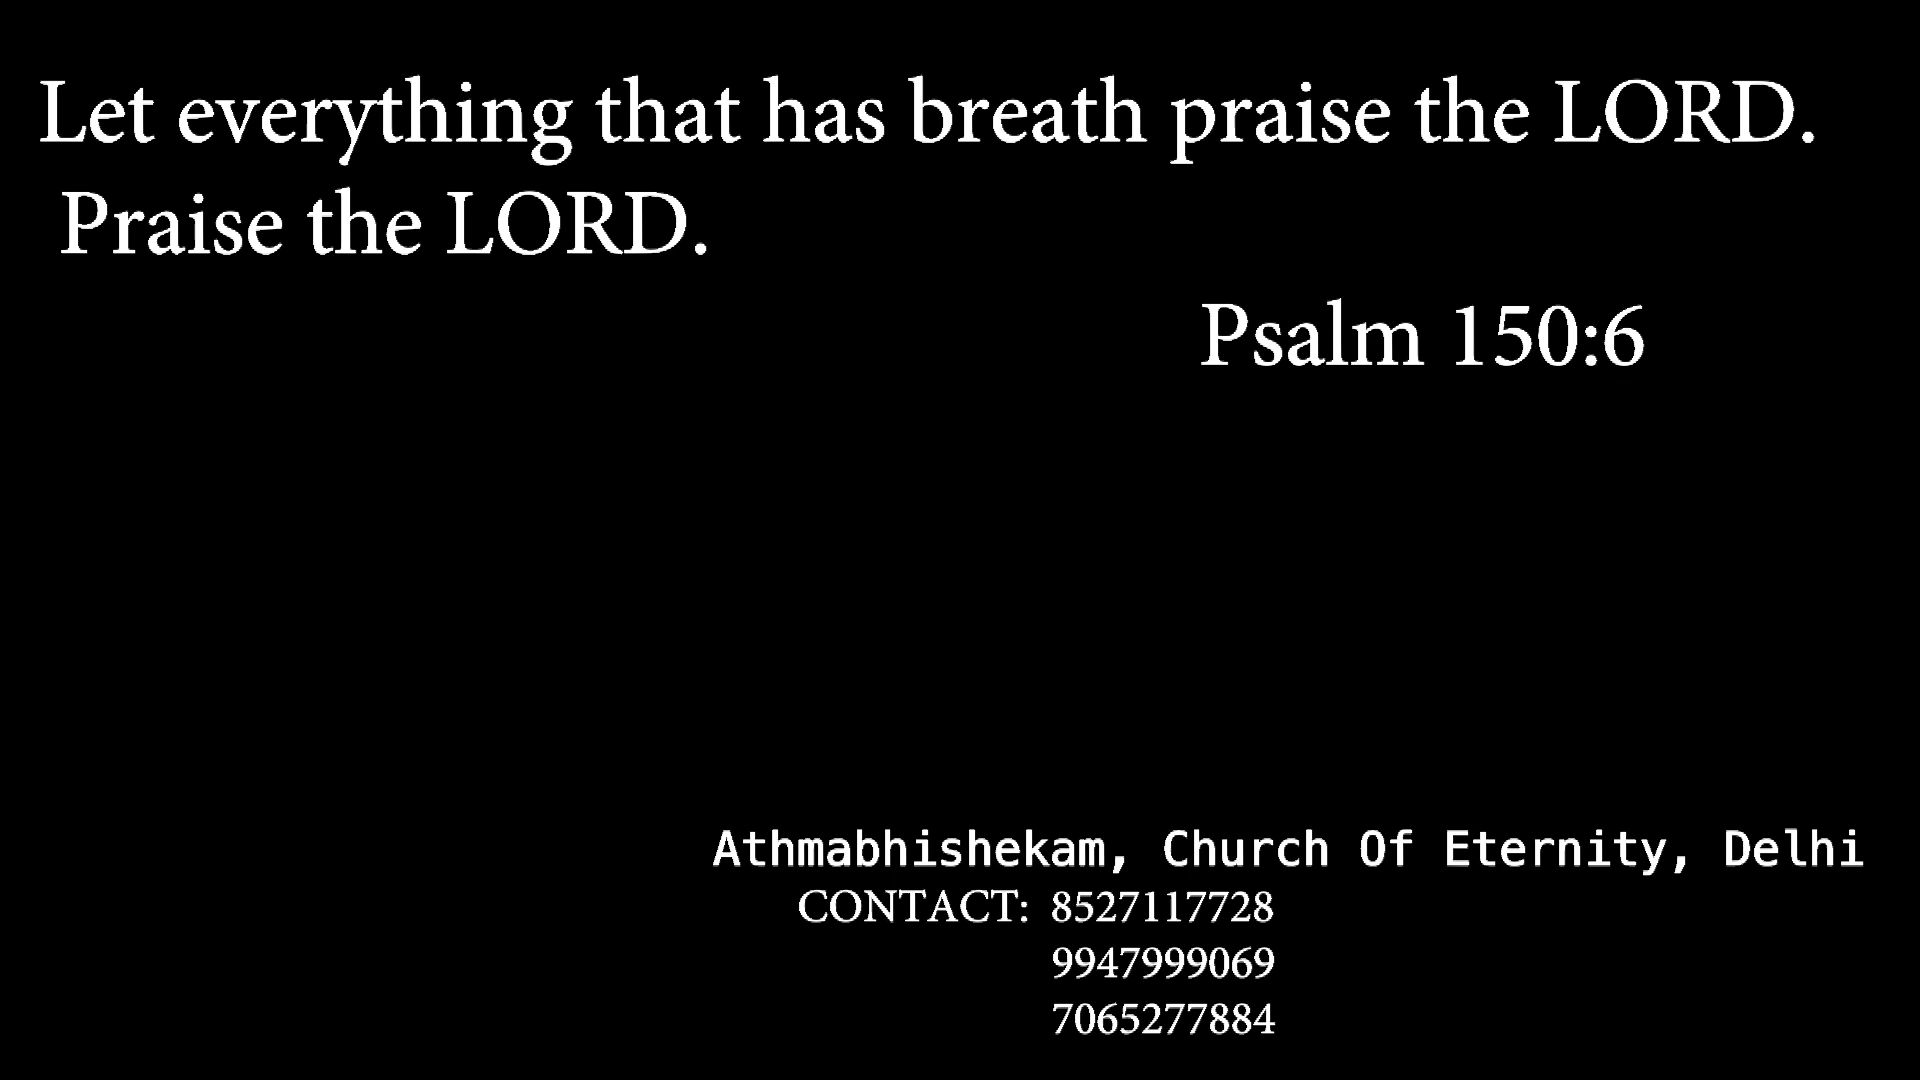 Let everything that has breath praise the LORD.
Praise the LORD.
Psalm 150:6
Athmabhishekam, Church Of Eternity, Delhi
CONTACT: 8527117728
9947999069
7065277884